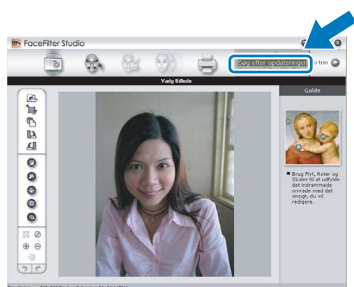 FaceFilter Studio
Søg efter opdateringer
trin
Vælg Billede
Guide
Brug Flyt, Roter og
Skaler til at udfylde
det indrammede
område med det
ansigt, du vil
redigere.